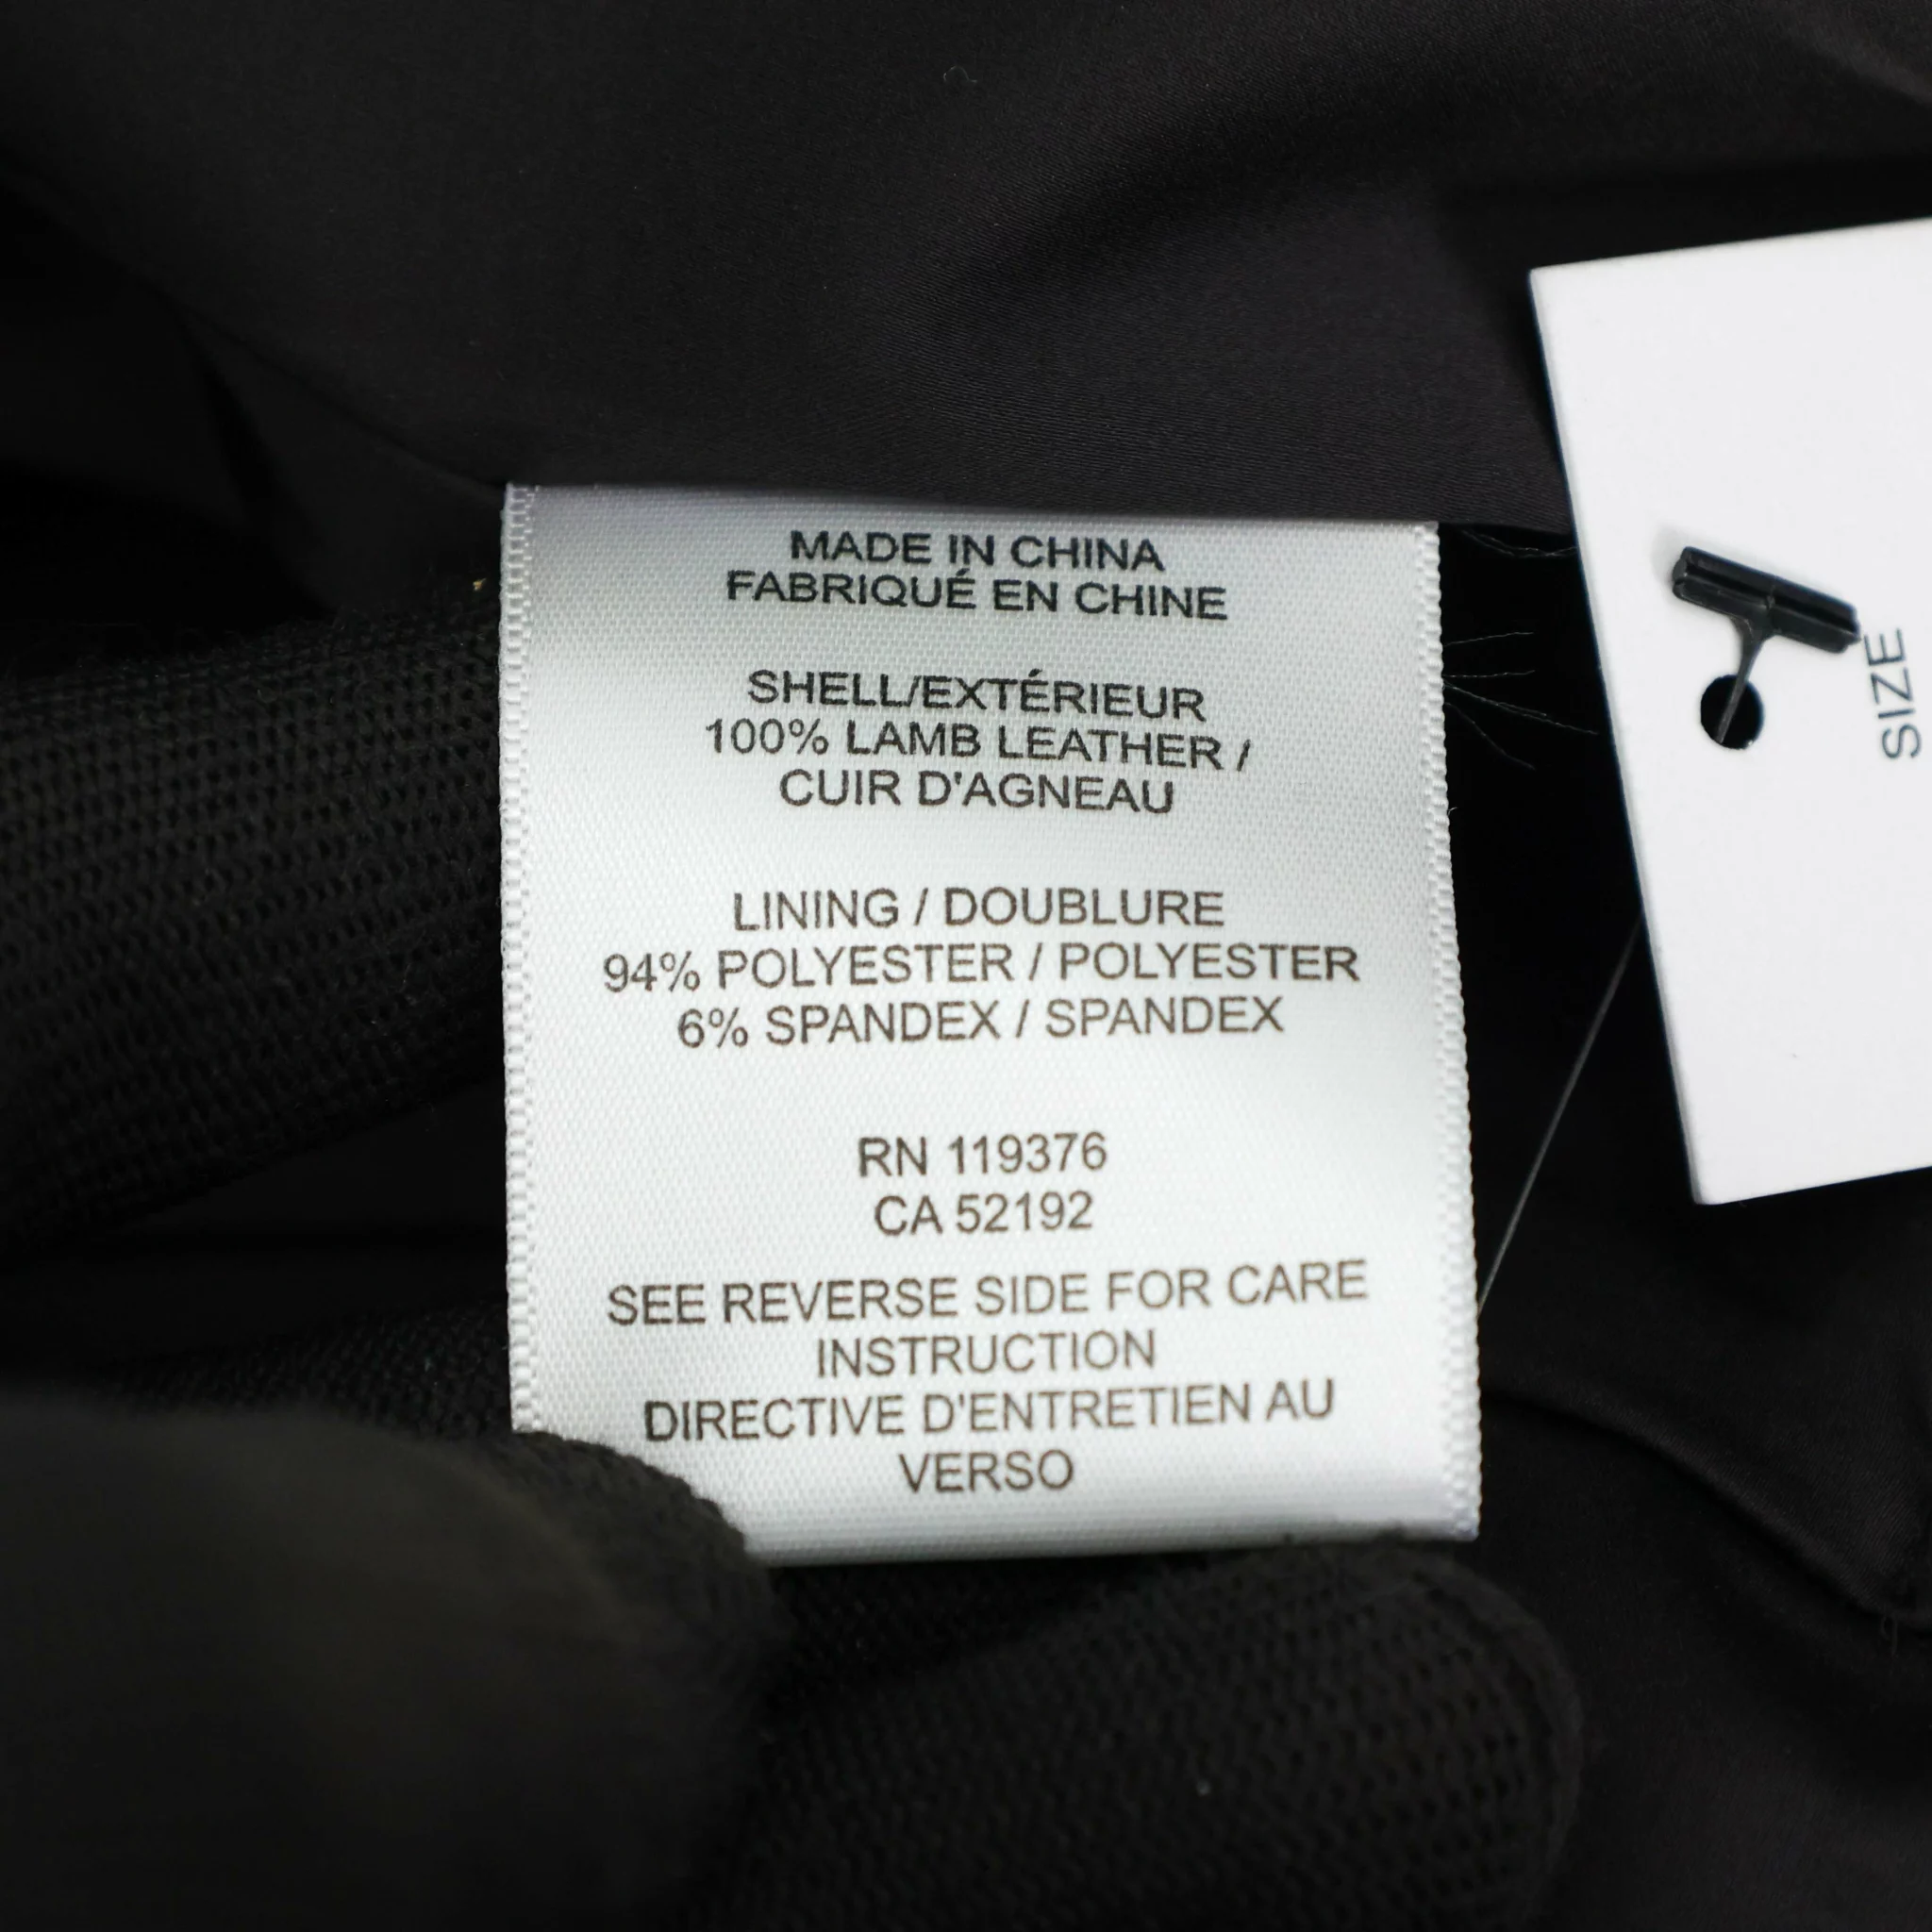 MADE IN CHINA
FABRIQUÉ EN CHINE
SHELL/EXTÉRIEUR
100% LAMB LEATHER /
CUIR D'AGNEAU
LINING / DOUBLURE
94% POLYESTER / POLYESTER
6% SPANDEX / SPANDEX
RN 119376
CA 52192
SEE REVERSE SIDE FOR CARE
INSTRUCTION
DIRECTIVE D'ENTRETIEN AU
VERSO
SIZE